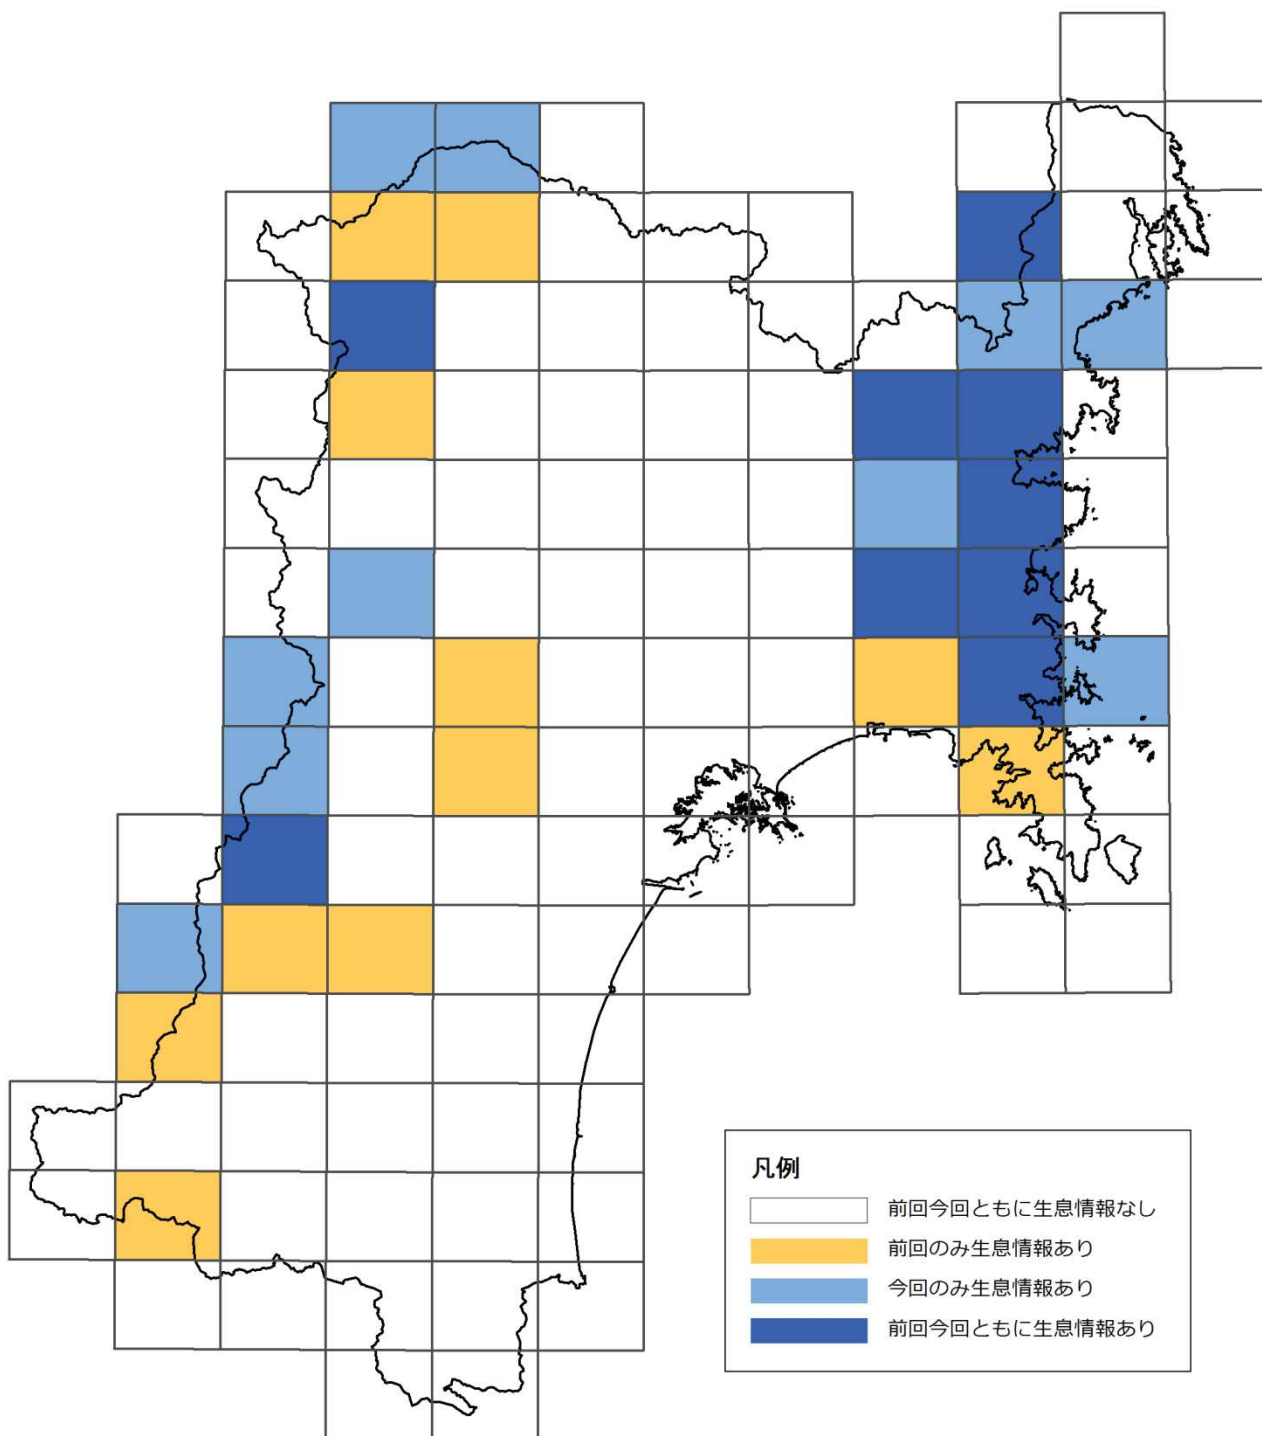 凡例
前回今回ともに生息情報なし
前回のみ生息情報あり
今回のみ生息情報あり
前回今回ともに生息情報あり